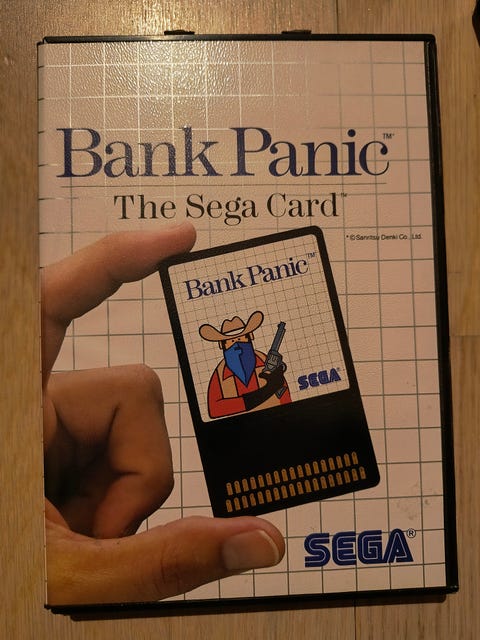 Bank Panic™
The Sega Card™
* © Sanritsu Denki Co., Ltd.
Bank Panic™
SEGA
SEGA®